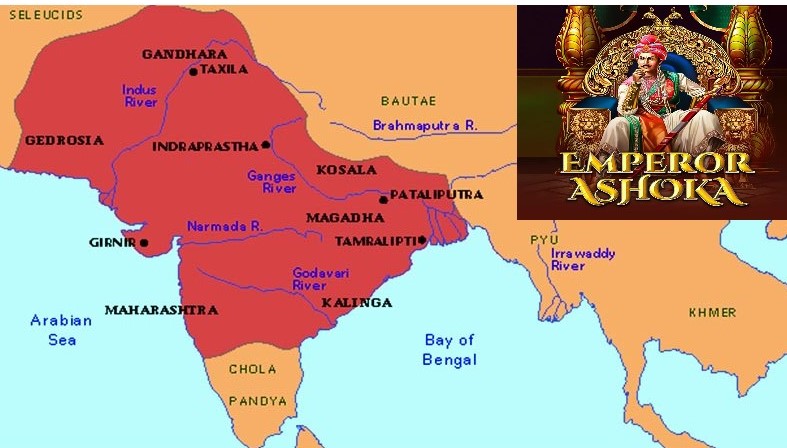 SELEUCIDS
GANDHARA
TAXILA
Indus
River
BAUTAE
Brahmaputra R.
GEDROSIA
INDRAPRASTHA
KOSALA
Ganges
River
PATALIPUTRA
MAGADHA
Narmada R.
GIRNIR
TAMRALIPTI
Godavari
River
KALINGA
MAHARASHTRA
Arabian
Sea
Bay of
Bengal
CHOLA
PANDYA
PYU
Irrawaddy
River
KHMER
EMPEROR
ASHOKA